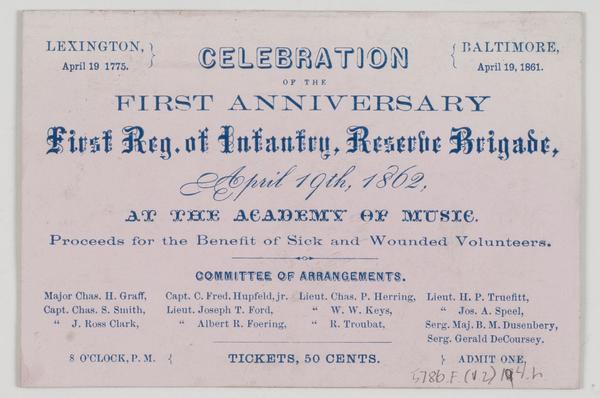 LEXINGTON, } CELEBRATION { BALTIMORE,
April 19 1775. OF THE April 19, 1861.
FIRST ANNIVERSARY
First Reg. of Infantry, Reserve Brigade,
April 19th, 1862,
AT THE ACADEMY OF MUSIC.
Proceeds for the Benefit of Sick and Wounded Volunteers.
COMMITTEE OF ARRANGEMENTS.
Major Chas. H. Graff, Capt. C. Fred. Hupfeld, jr. Lieut. Chas. P. Herring, Lieut. H. P. Truefitt,
Capt. Chas. S. Smith, Lieut. Joseph T. Ford, " W. W. Keys, " Jos. A. Speel,
" J. Ross Clark, " Albert R. Foering, " R. Troubat, Serg. Maj. B. M. Dusenbery,
Serg. Gerald DeCoursey.
8 O'CLOCK, P. M. { TICKETS, 50 CENTS. } ADMIT ONE,
5786.F.